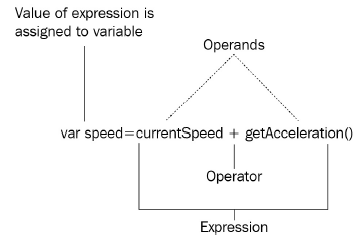 Value of expression is
assigned to variable
Operands
var speed=currentSpeed + getAcceleration()
Operator
Expression